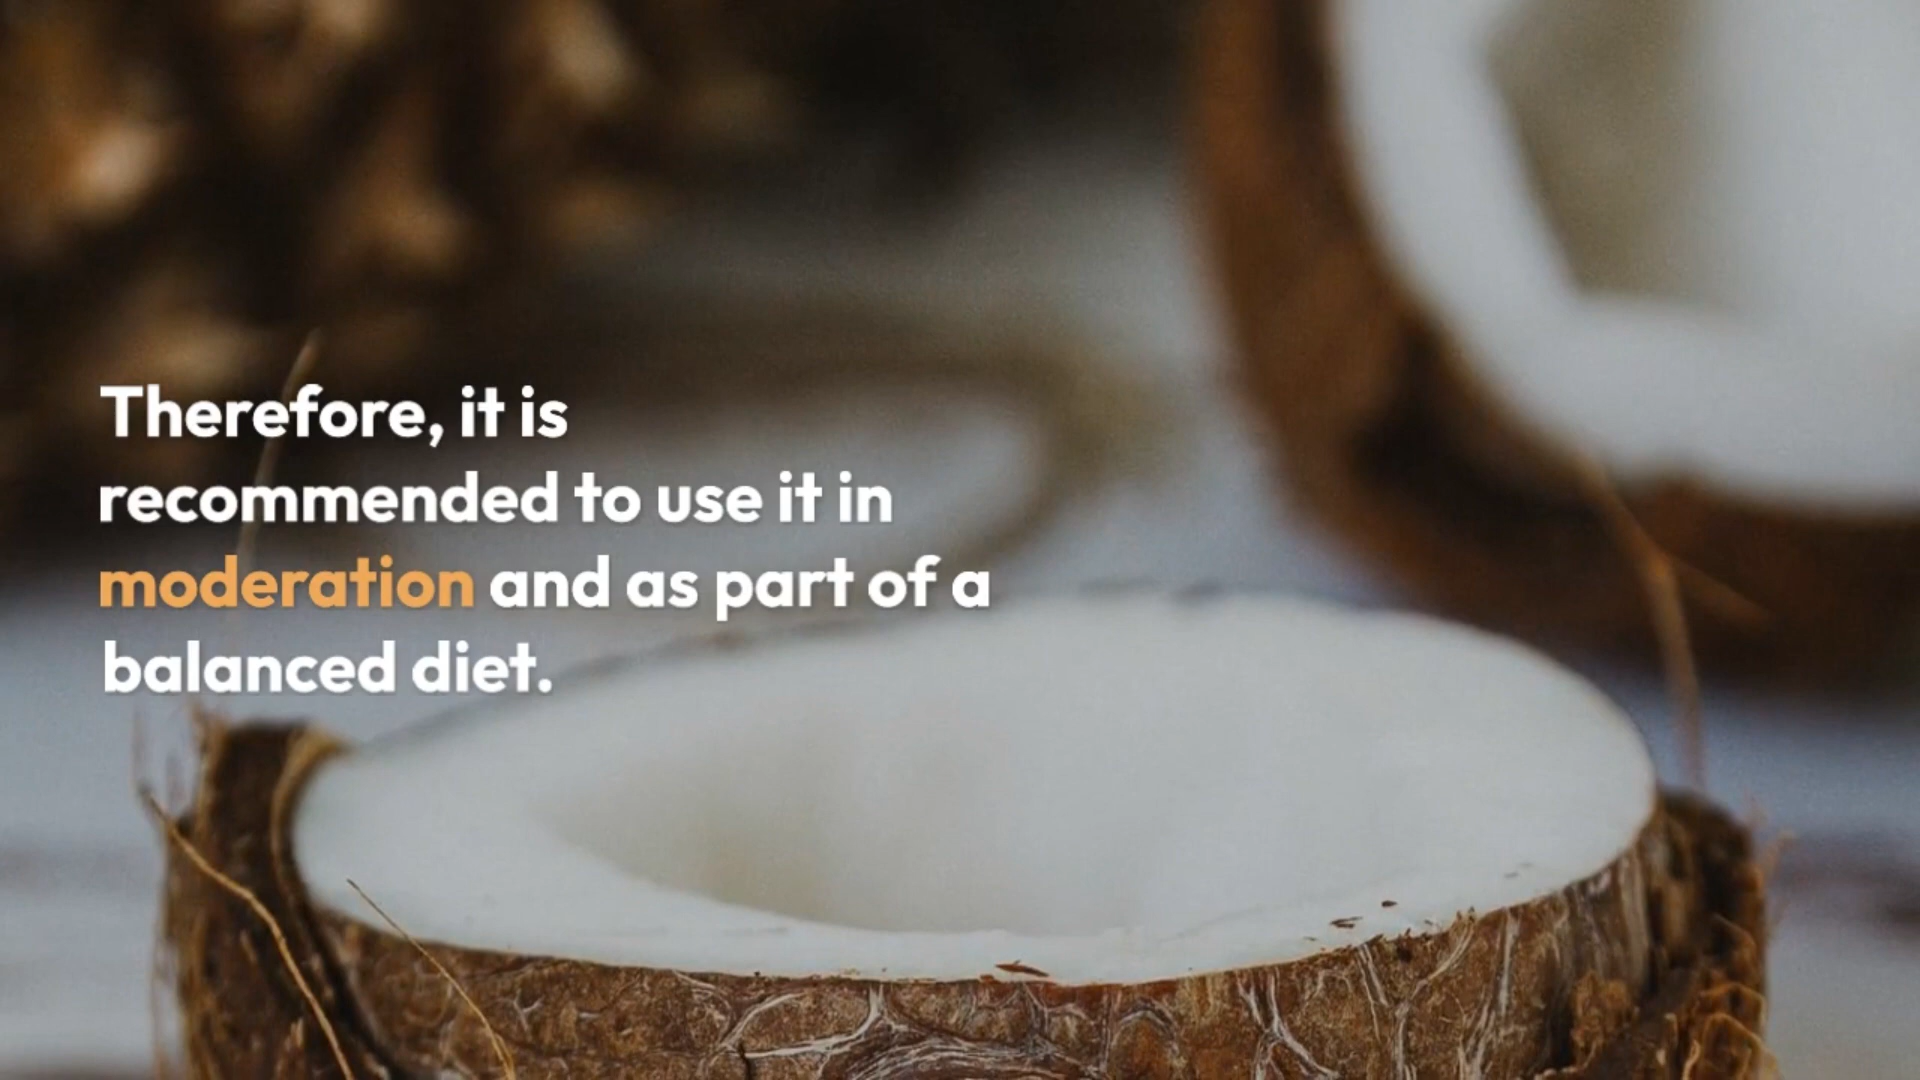 Therefore, it is
recommended to use it in
moderation and as part of a
balanced diet.